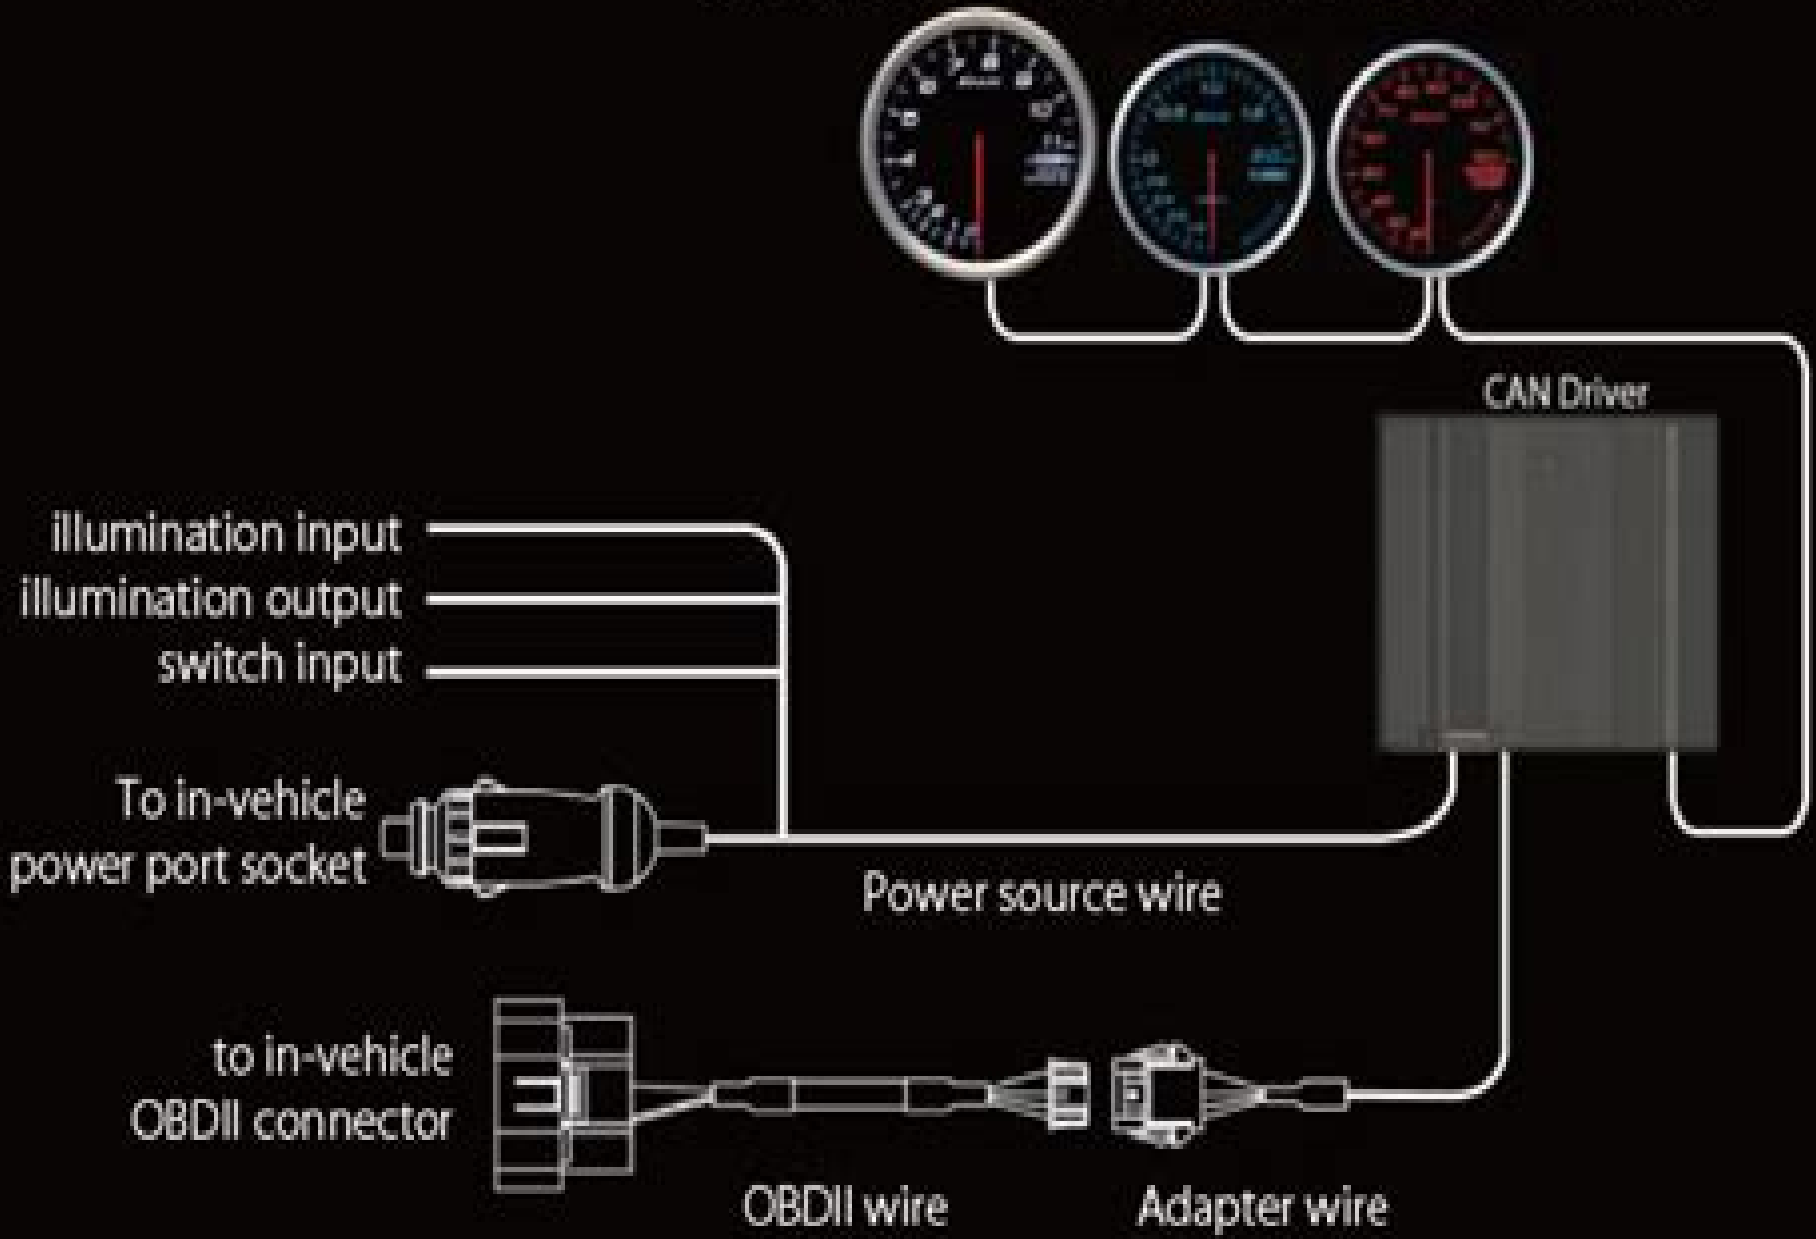 CAN Driver
illumination input
illumination output
switch input
To in-vehicle
power port socket
Power source wire
to in-vehicle
OBDII connector
OBDII wire
Adapter wire